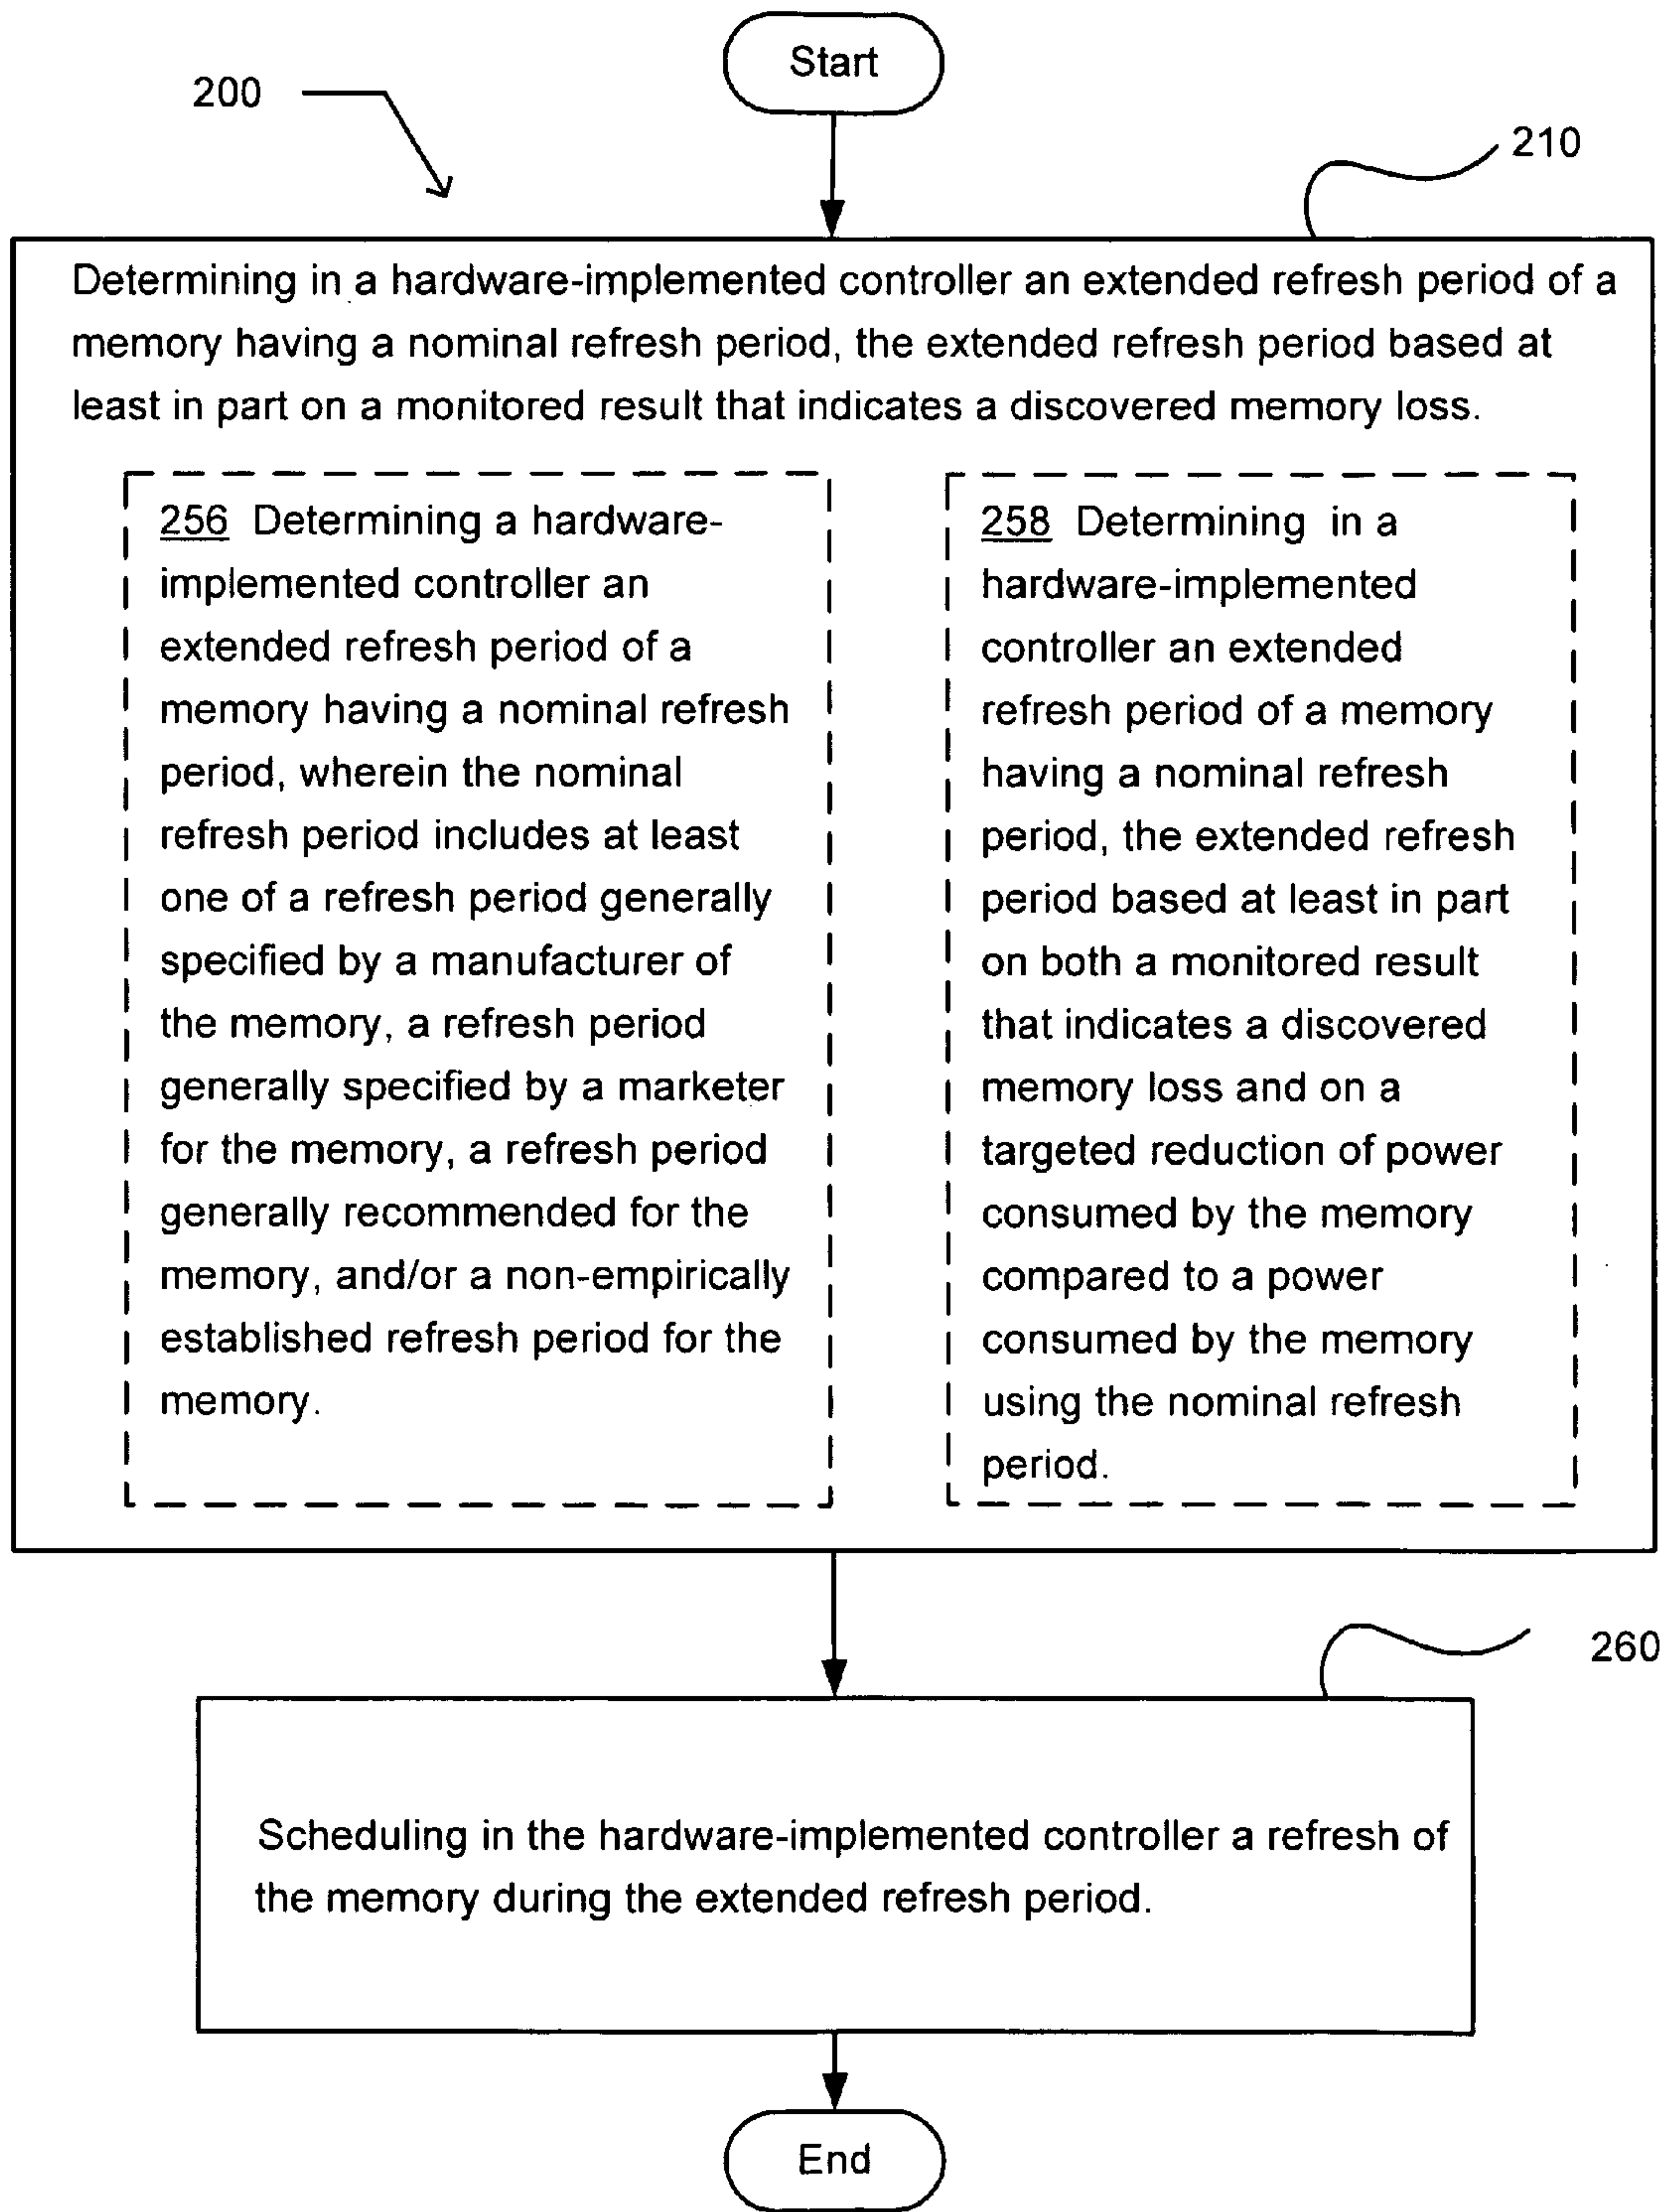 Start
200
210
Determining in a hardware-implemented controller an extended refresh period of a
memory having a nominal refresh period, the extended refresh period based at
least in part on a monitored result that indicates a discovered memory loss.
256 Determining a hardware-
implemented controller an
extended refresh period of a
memory having a nominal refresh
period, wherein the nominal
refresh period includes at least
one of a refresh period generally
specified by a manufacturer of
the memory, a refresh period
generally specified by a marketer
for the memory, a refresh period
generally recommended for the
memory, and/or a non-empirically
established refresh period for the
memory.
258 Determining in a
hardware-implemented
controller an extended
refresh period of a memory
having a nominal refresh
period, the extended refresh
period based at least in part
on both a monitored result
that indicates a discovered
memory loss and on a
targeted reduction of power
consumed by the memory
compared to a power
consumed by the memory
using the nominal refresh
period.
260
Scheduling in the hardware-implemented controller a refresh of
the memory during the extended refresh period.
End